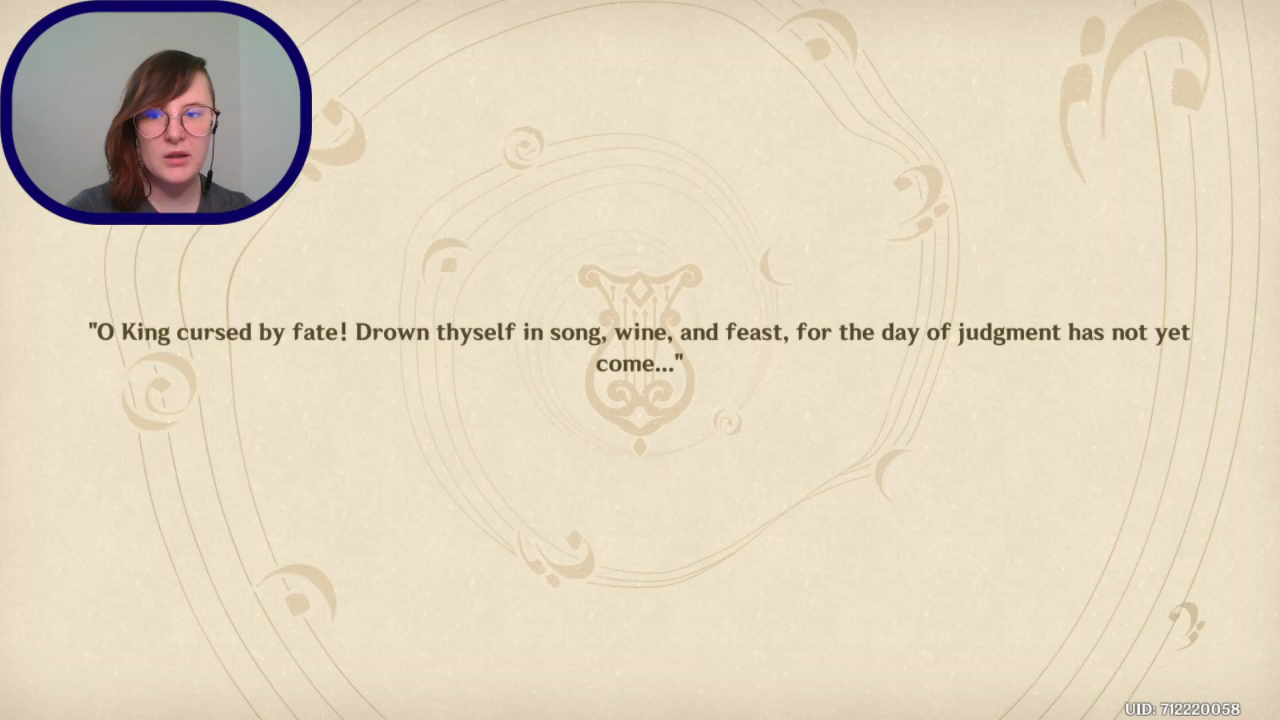 "O King cursed by fate! Drown thyself in song, wine, and feast, for the day of judgment has not yet
come..."
UID: 712220058